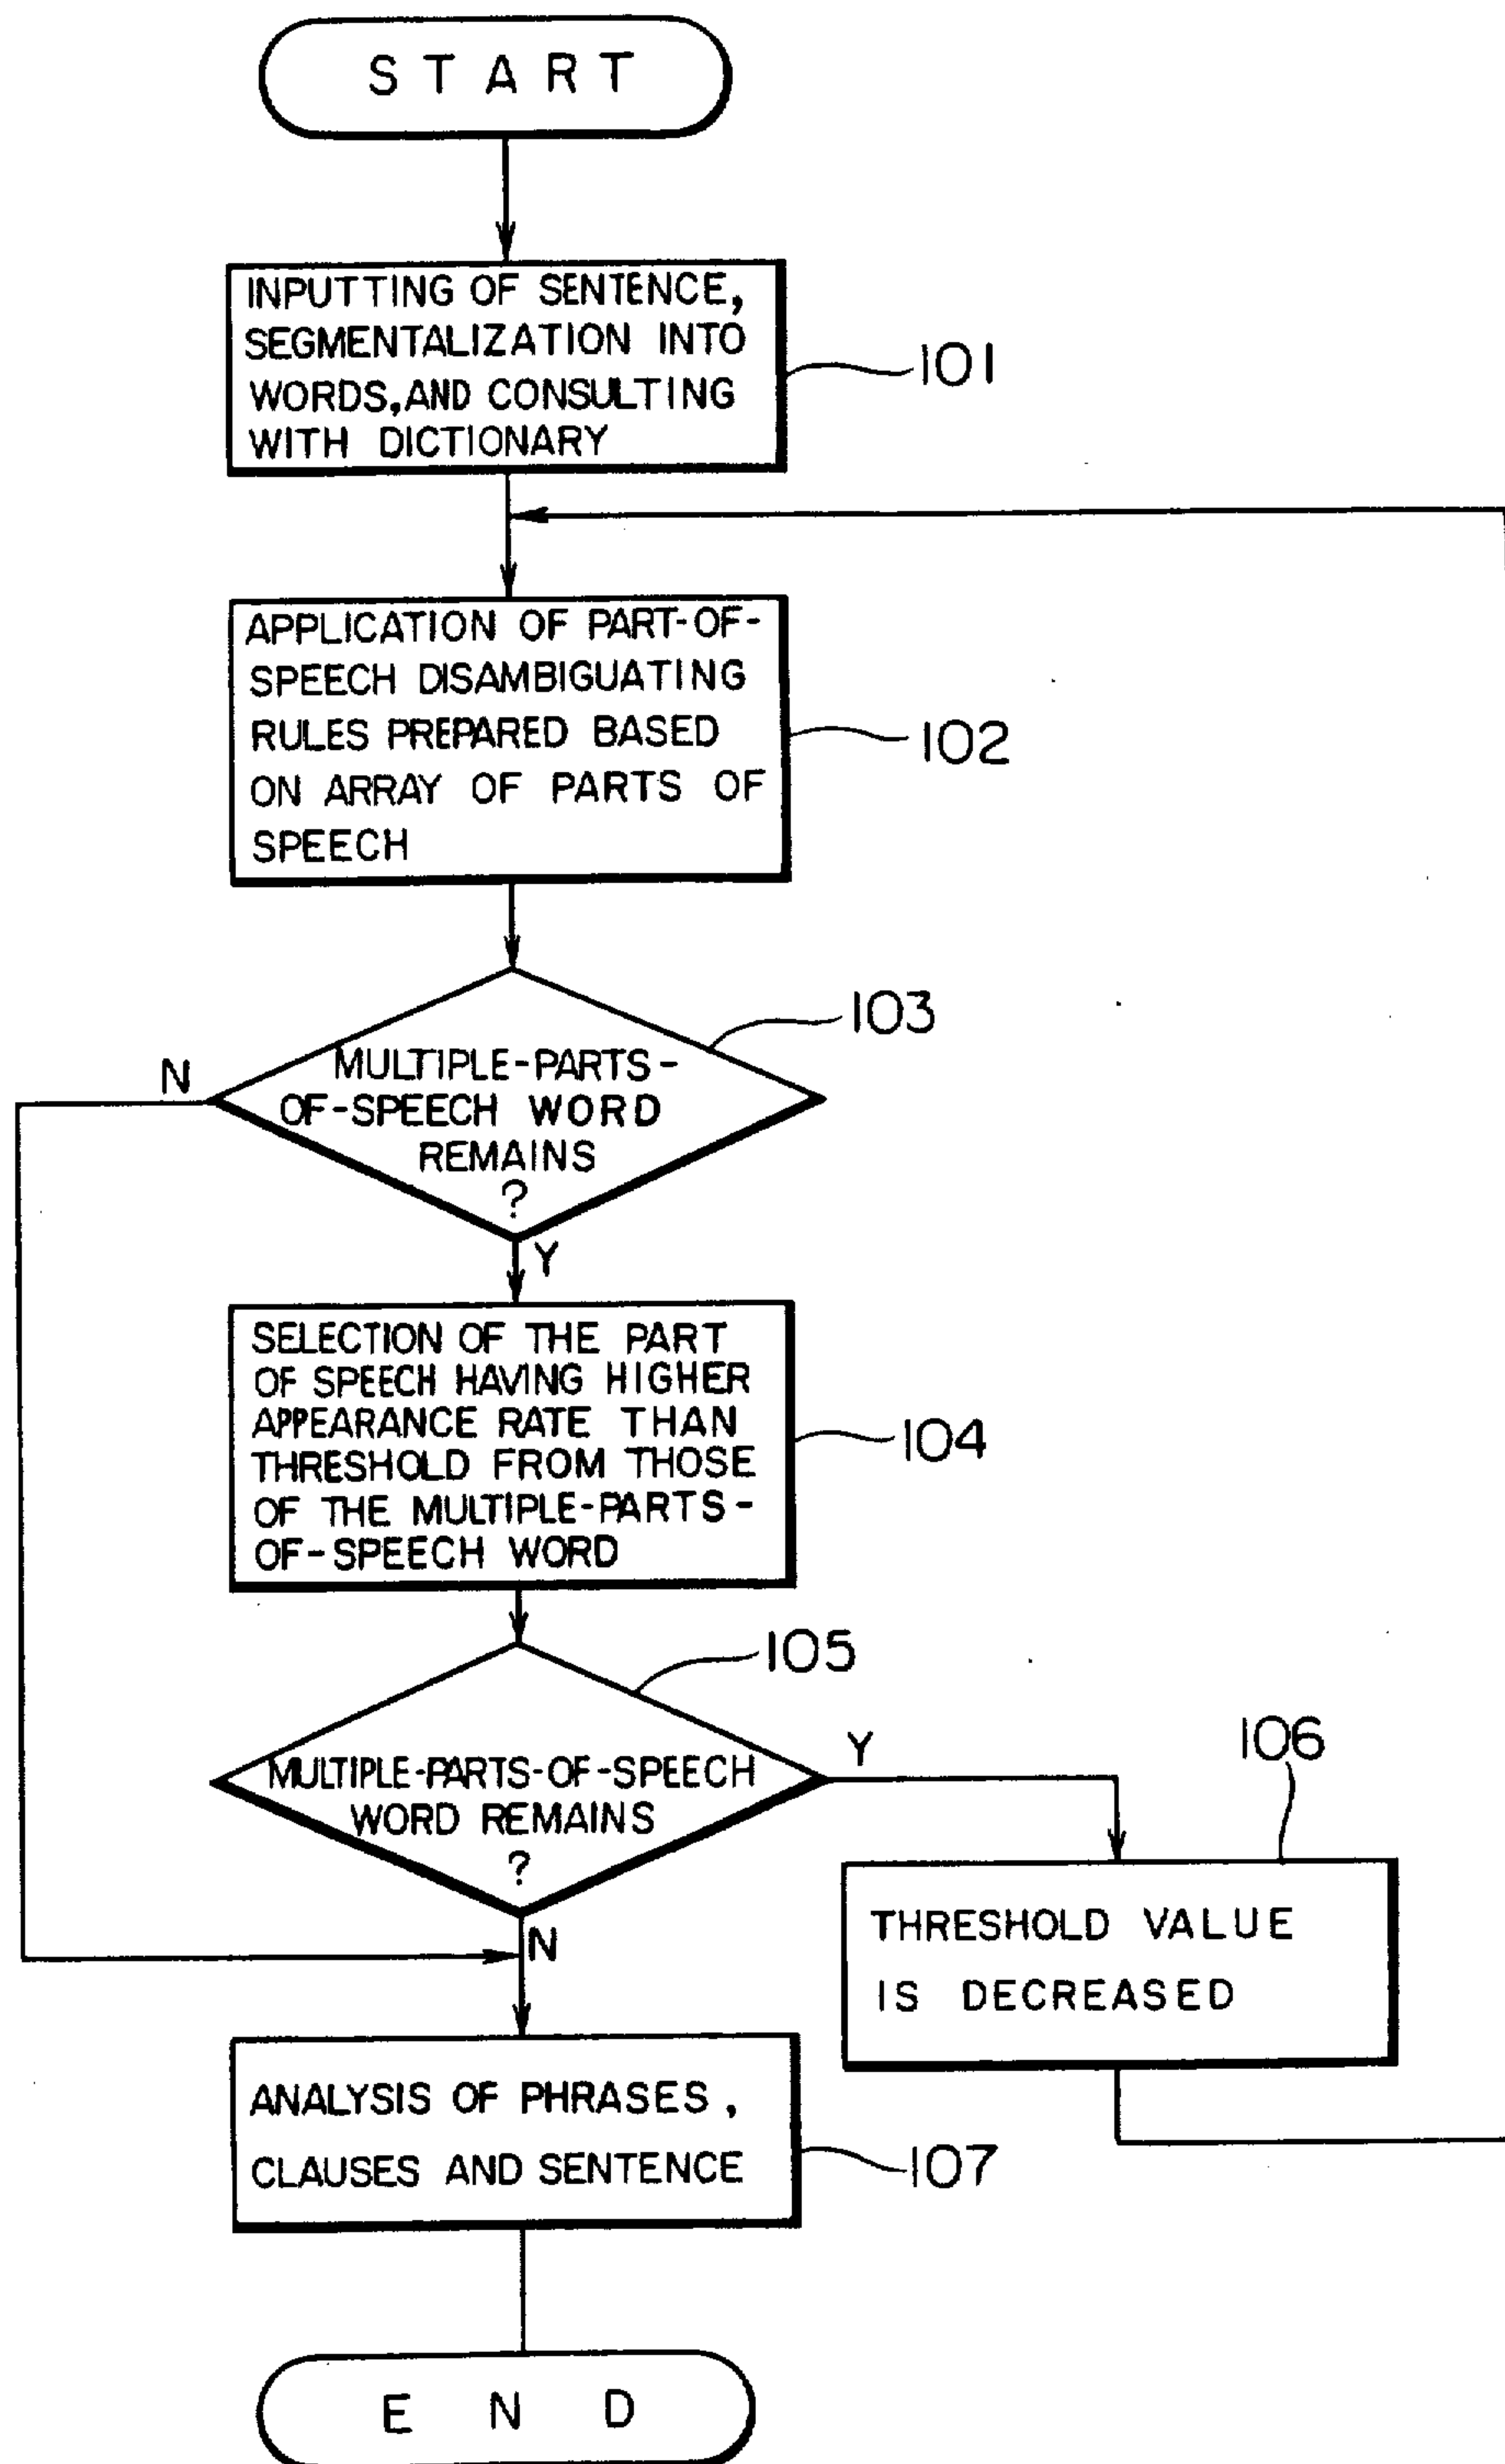 START
INPUTTING OF SENTENCE,
SEGMENTALIZATION INTO
WORDS, AND CONSULTING
WITH DICTIONARY
101
APPLICATION OF PART-OF-
SPEECH DISAMBIGUATING
RULES PREPARED BASED
ON ARRAY OF PARTS OF
SPEECH
102
103
N
MULTIPLE-PARTS-
OF-SPEECH WORD
REMAINS
?
Y
SELECTION OF THE PART
OF SPEECH HAVING HIGHER
APPEARANCE RATE THAN
THRESHOLD FROM THOSE
OF THE MULTIPLE-PARTS-
OF-SPEECH WORD
104
105
MULTIPLE-PARTS-OF-SPEECH
WORD REMAINS
?
Y
N
106
THRESHOLD VALUE
IS DECREASED
ANALYSIS OF PHRASES,
CLAUSES AND SENTENCE
107
END